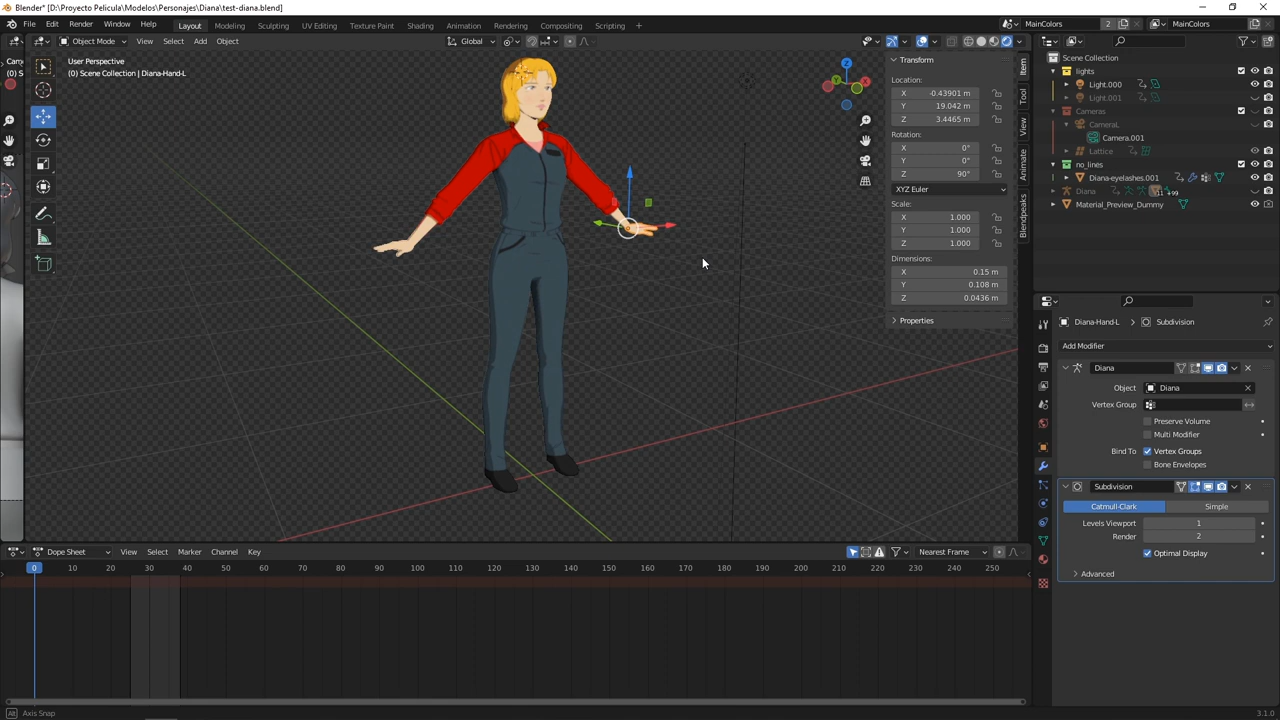 Blender* [D:\Proyecto Pelicula\Modelos\Personajes\Diana\test-diana.blend]
File Edit Render Window Help Layout Modeling Sculpting UV Editing Texture Paint Shading Animation Rendering Compositing Scripting
MainColors 2 MainColors
Object Mode View Select Add Object Global
User Perspective
(0) Scene Collection | Diana-Hand-L
Transform
Location:
X -0.43901 m
Y 19.042 m
Z 3.4465 m
Rotation:
X 0°
Y 0°
Z 90°
XYZ Euler
Scale:
X 1.000
Y 1.000
Z 1.000
Dimensions:
X 0.15 m
Y 0.108 m
Z 0.0436 m
Properties
Item
Tool
View
Animate
Blendpeaks
Scene Collection
lights
Light.000
Light.001
Cameras
CameraL
Camera.001
Lattice
no_lines
Diana-eyelashes.001
Diana +99
Material_Preview_Dummy
Diana-Hand-L > Subdivision
Add Modifier
Diana
Object Diana
Vertex Group
Preserve Volume
Multi Modifier
Bind To Vertex Groups
Bone Envelopes
Subdivision
Catmull-Clark Simple
Levels Viewport 1
Render 2
Optimal Display
Advanced
Dope Sheet View Select Marker Channel Key Nearest Frame
0 10 20 30 40 50 60 70 80 90 100 110 120 130 140 150 160 170 180 190 200 210 220 230 240 250
Axis Snap
3.1.0